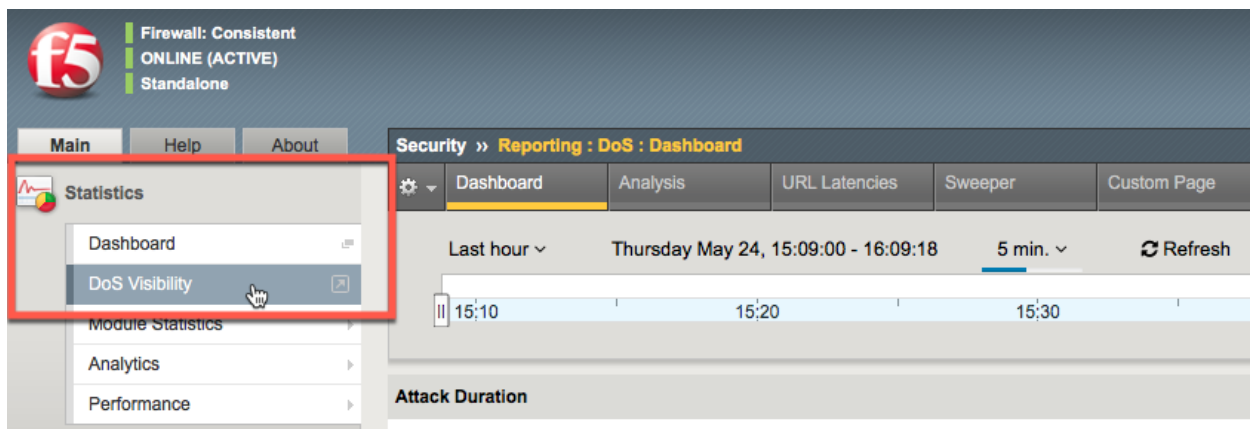 f5
Firewall: Consistent
ONLINE (ACTIVE)
Standalone
Main Help About
Statistics
Dashboard
DoS Visibility
Module Statistics
Analytics
Performance
Security ›› Reporting : DoS : Dashboard
Dashboard Analysis URL Latencies Sweeper Custom Page
Last hour Thursday May 24, 15:09:00 - 16:09:18 5 min. Refresh
15:10 15:20 15:30
Attack Duration